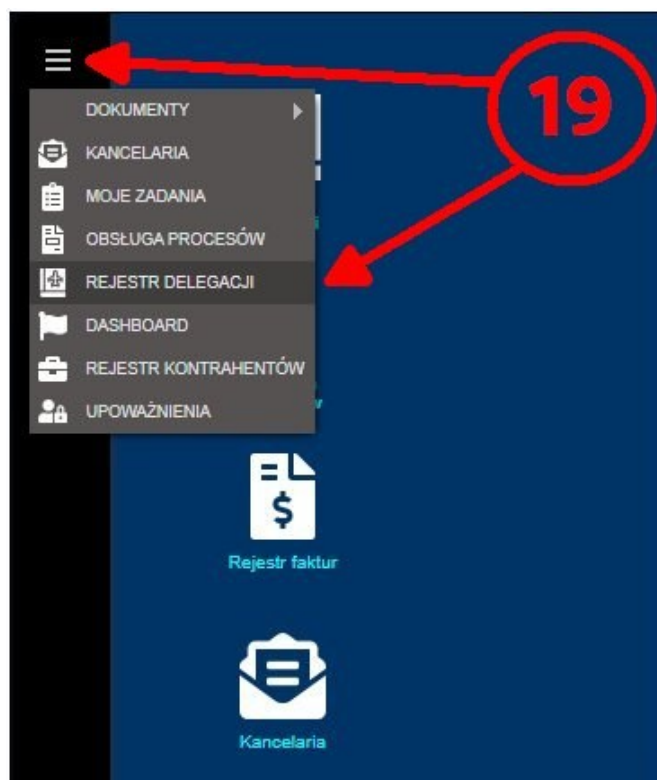 19
DOKUMENTY
KANCELARIA
MOJE ZADANIA
OBSŁUGA PROCESÓW
REJESTR DELEGACJI
DASHBOARD
REJESTR KONTRAHENTÓW
UPOWAŻNIENIA
Rejestr faktur
Kancelaria